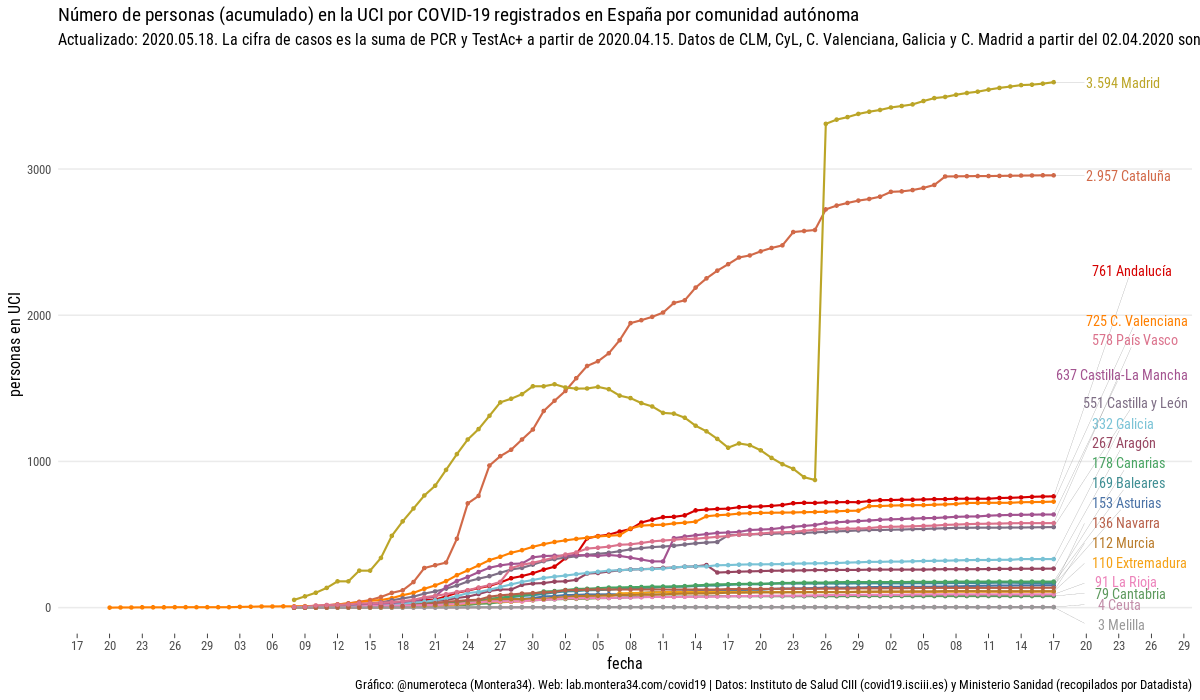 Número de personas (acumulado) en la UCI por COVID-19 registrados en España por comunidad autónoma
Actualizado: 2020.05.18. La cifra de casos es la suma de PCR y TestAc+ a partir de 2020.04.15. Datos de CLM, CyL, C. Valenciana, Galicia y C. Madrid a partir del 02.04.2020 son
personas en UCI
3000
2000
1000
0
3.594 Madrid
2.957 Cataluña
761 Andalucía
725 C. Valenciana
578 País Vasco
637 Castilla-La Mancha
551 Castilla y León
332 Galicia
267 Aragón
178 Canarias
169 Baleares
153 Asturias
136 Navarra
112 Murcia
110 Extremadura
91 La Rioja
79 Cantabria
4 Ceuta
3 Melilla
17 20 23 26 29 03 06 09 12 15 18 21 24 27 30 02 05 08 11 14 17 20 23 26 29 02 05 08 11 14 17 20 23 26 29
fecha
Gráfico: @numeroteca (Montera34). Web: lab.montera34.com/covid19 | Datos: Instituto de Salud CIII (covid19.isciii.es) y Ministerio Sanidad (recopilados por Datadista)